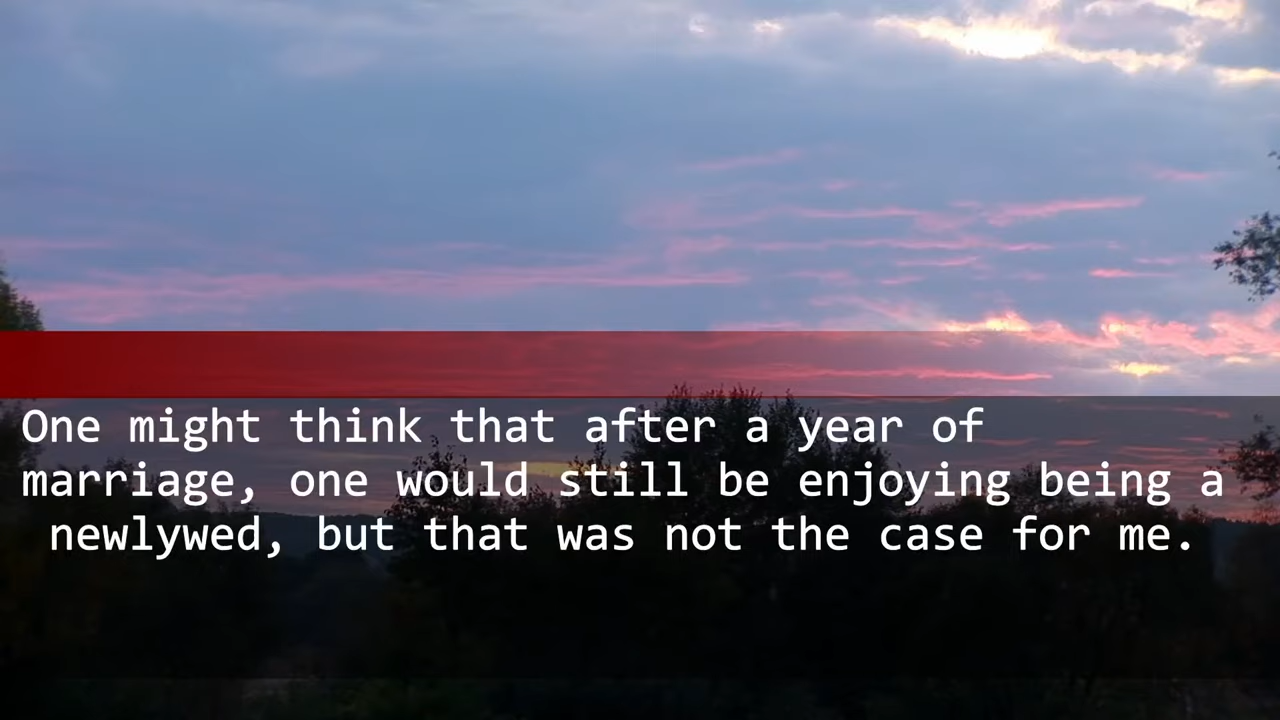 One might think that after a year of
marriage, one would still be enjoying being a
newlywed, but that was not the case for me.